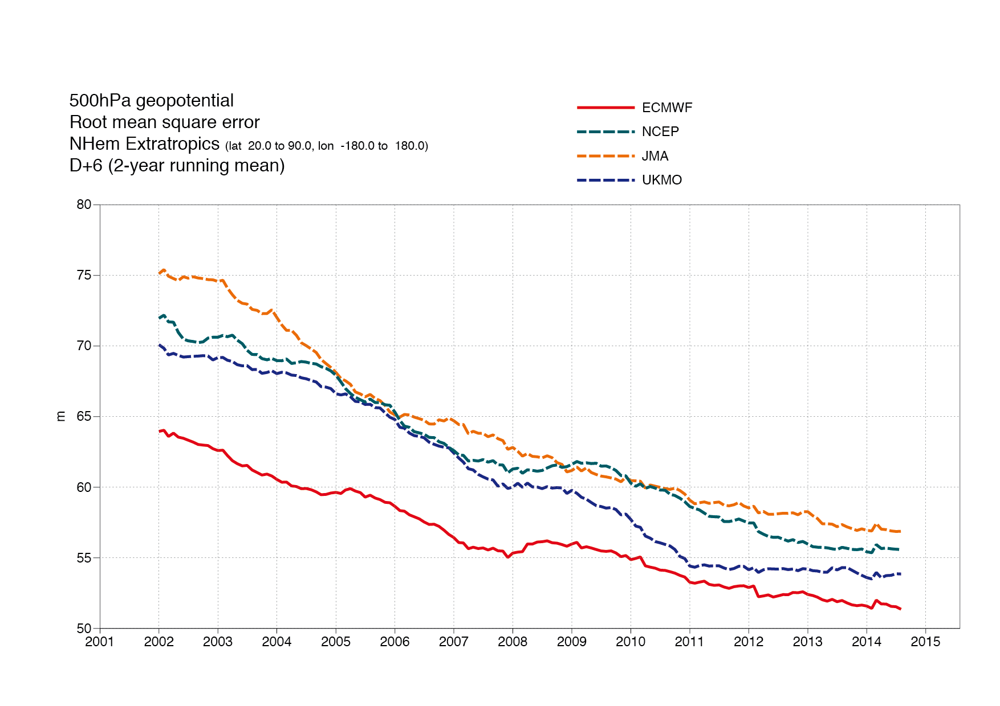 500hPa geopotential
Root mean square error
NHem Extratropics (lat 20.0 to 90.0, lon -180.0 to 180.0)
D+6 (2-year running mean)
ECMWF
NCEP
JMA
UKMO
80
75
70
65
60
55
50
m
2001 2002 2003 2004 2005 2006 2007 2008 2009 2010 2011 2012 2013 2014 2015